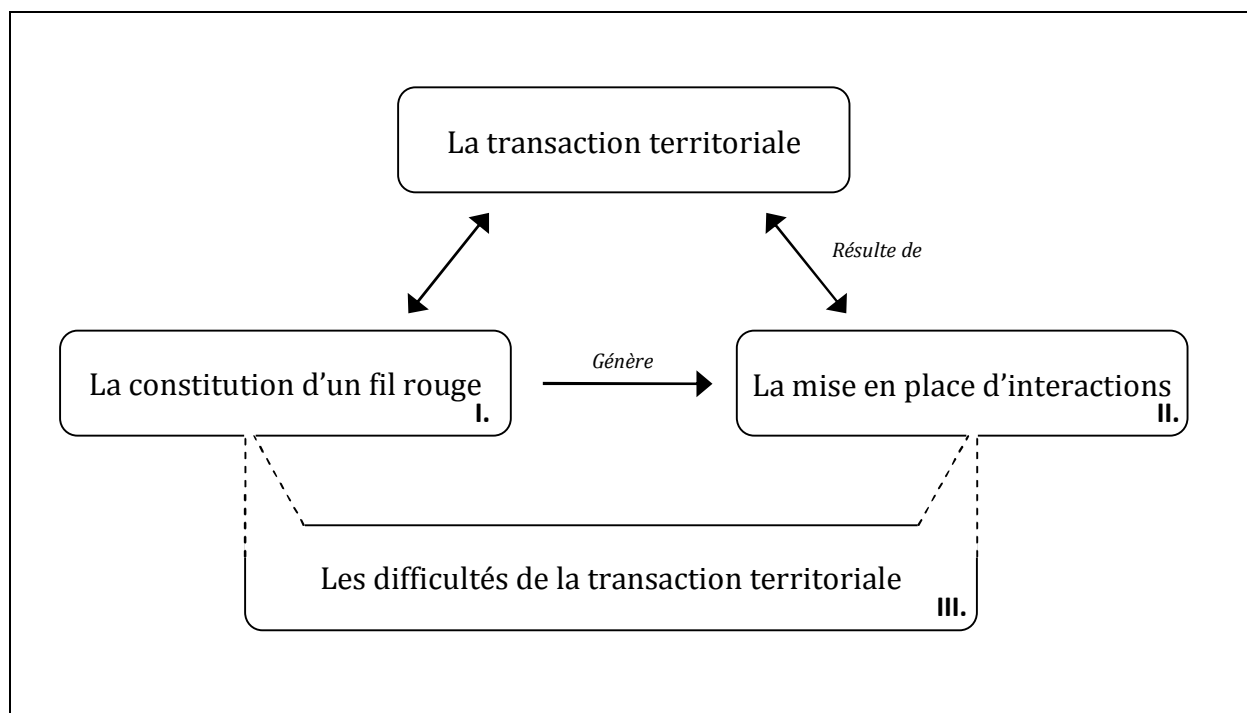 La transaction territoriale
Résulte de
Génère
La constitution d’un fil rouge
I.
La mise en place d’interactions
II.
Les difficultés de la transaction territoriale
III.